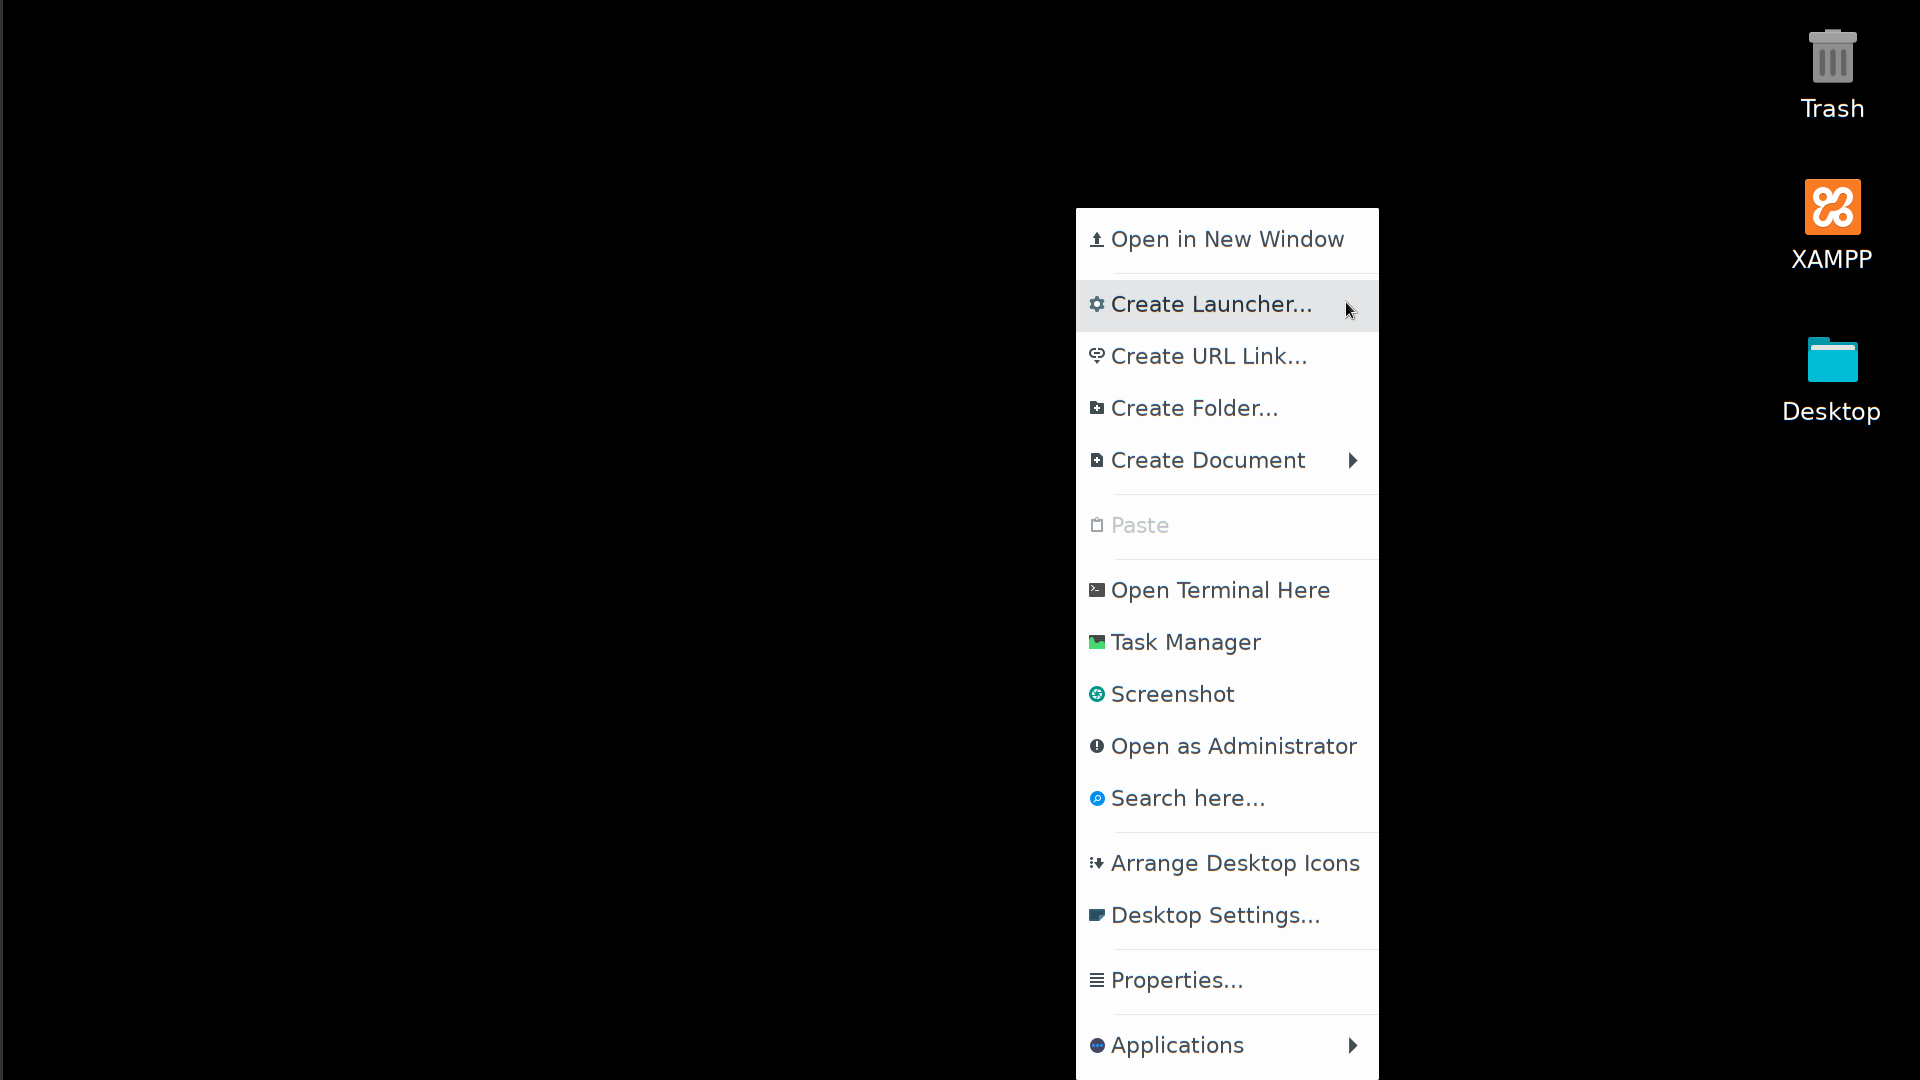 Trash
XAMPP
Desktop
Open in New Window
Create Launcher...
Create URL Link...
Create Folder...
Create Document
Paste
Open Terminal Here
Task Manager
Screenshot
Open as Administrator
Search here...
Arrange Desktop Icons
Desktop Settings...
Properties...
Applications